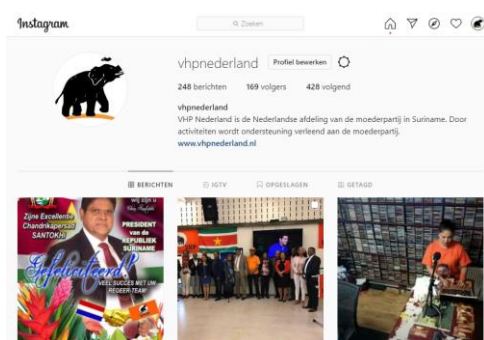 Instagram
Zoeken
vhpnederland
Profiel bewerken
248 berichten 169 volgers 428 volgend
vhpnederland
VHP Nederland is de Nederlandse afdeling van de moederpartij in Suriname. Door
activiteiten wordt ondersteuning verleend aan de moederpartij.
www.vhpnederland.nl
BERICHTEN IGTV OPGESLAGEN GETAGD
Zijne Excellentie
Chandrikapersad
SANTOKHI
PRESIDENT
van de
REPUBLIEK
SURINAME
Gefeliciteerd!
VEEL SUCCES MET UW
REGEER-TEAM!